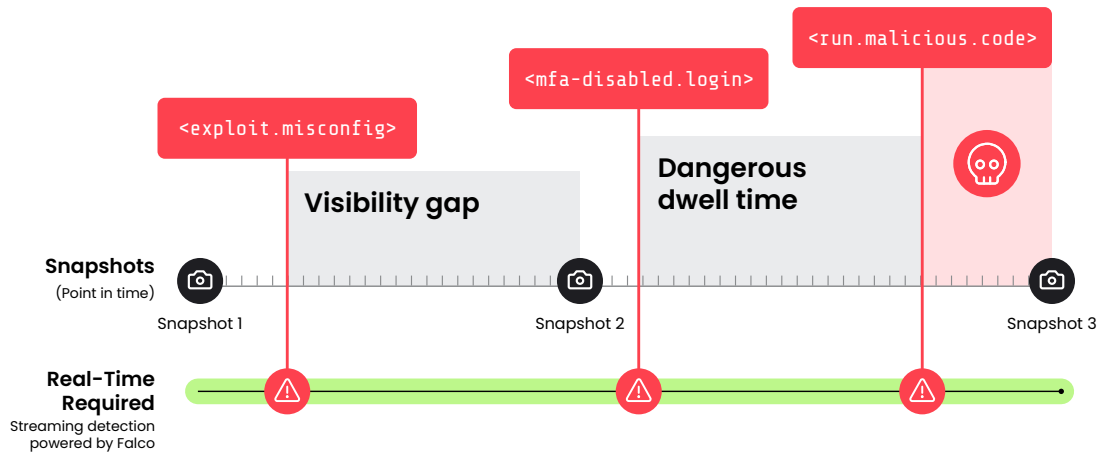 <run.malicious.code>
<mfa-disabled.login>
<exploit.misconfig>
Visibility gap
Dangerous
dwell time
Snapshots
(Point in time)
Snapshot 1
Snapshot 2
Snapshot 3
Real-Time
Required
Streaming detection
powered by Falco